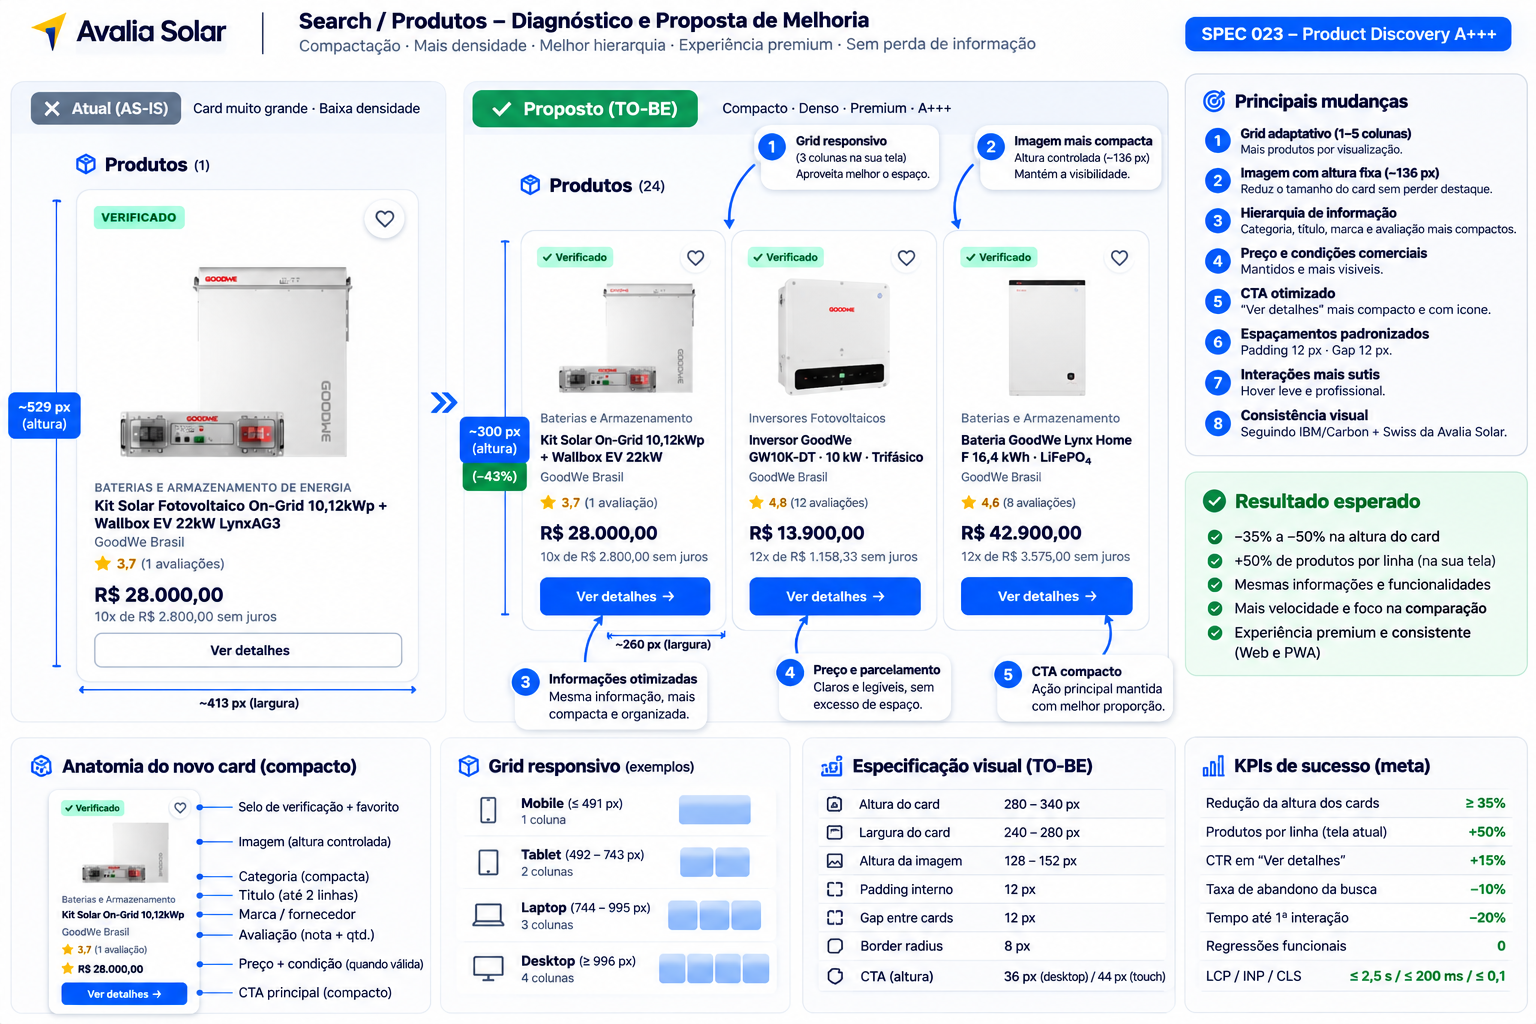 Avalia Solar
Search / Produtos – Diagnóstico e Proposta de Melhoria
Compactação · Mais densidade · Melhor hierarquia · Experiência premium · Sem perda de informação
SPEC 023 – Product Discovery A+++
Atual (AS-IS)
Card muito grande · Baixa densidade
Produtos (1)
VERIFICADO
GOODWE
GOODWE
GOODWE
~529 px
(altura)
BATERIAS E ARMAZENAMENTO DE ENERGIA
Kit Solar Fotovoltaico On-Grid 10,12kWp +
Wallbox EV 22kW LynxAG3
GoodWe Brasil
3,7 (1 avaliações)
R$ 28.000,00
10x de R$ 2.800,00 sem juros
Ver detalhes
~413 px (largura)
Proposto (TO-BE)
Compacto · Denso · Premium · A+++
1 Grid responsivo
(3 colunas na sua tela)
Aproveita melhor o espaço.
2 Imagem mais compacta
Altura controlada (~136 px)
Mantém a visibilidade.
Produtos (24)
~300 px
(altura)
(–43%)
Verificado
GOODWE
Baterias e Armazenamento
Kit Solar On-Grid 10,12kWp
+ Wallbox EV 22kW
GoodWe Brasil
3,7 (1 avaliação)
R$ 28.000,00
10x de R$ 2.800,00 sem juros
Ver detalhes →
Verificado
GOODWE
Inversores Fotovoltaicos
Inversor GoodWe
GW10K-DT · 10 kW · Trifásico
GoodWe Brasil
4,8 (12 avaliações)
R$ 13.900,00
12x de R$ 1.158,33 sem juros
Ver detalhes →
Verificado
Baterias e Armazenamento
Bateria GoodWe Lynx Home
F 16,4 kWh · LiFePO₄
GoodWe Brasil
4,6 (8 avaliações)
R$ 42.900,00
12x de R$ 3.575,00 sem juros
Ver detalhes →
~260 px (largura)
3 Informações otimizadas
Mesma informação, mais
compacta e organizada.
4 Preço e parcelamento
Claros e legíveis, sem
excesso de espaço.
5 CTA compacto
Ação principal mantida
com melhor proporção.
Principais mudanças
1 Grid adaptativo (1–5 colunas)
Mais produtos por visualização.
2 Imagem com altura fixa (~136 px)
Reduz o tamanho do card sem perder destaque.
3 Hierarquia de informação
Categoria, título, marca e avaliação mais compactos.
4 Preço e condições comerciais
Mantidos e mais visiveis.
5 CTA otimizado
“Ver detalhes” mais compacto e com icone.
6 Espaçamentos padronizados
Padding 12 px · Gap 12 px.
7 Interações mais sutis
Hover leve e profissional.
8 Consistência visual
Seguindo IBM/Carbon + Swiss da Avalia Solar.
Resultado esperado
–35% a –50% na altura do card
+50% de produtos por linha (na sua tela)
Mesmas informações e funcionalidades
Mais velocidade e foco na comparação
Experiência premium e consistente
(Web e PWA)
Anatomia do novo card (compacto)
Verificado
Baterias e Armazenamento
Kit Solar On-Grid 10,12kWp
GoodWe Brasil
3,7 (1 avaliação)
R$ 28.000,00
Ver detalhes →
Selo de verificação + favorito
Imagem (altura controlada)
Categoria (compacta)
Titulo (até 2 linhas)
Marca / fornecedor
Avaliação (nota + qtd.)
Preço + condição (quando válida)
CTA principal (compacto)
Grid responsivo (exemplos)
Mobile (≤ 491 px)
1 coluna
Tablet (492 – 743 px)
2 colunas
Laptop (744 – 995 px)
3 colunas
Desktop (≥ 996 px)
4 colunas
Especificação visual (TO-BE)
Altura do card 280 – 340 px
Largura do card 240 – 280 px
Altura da imagem 128 – 152 px
Padding interno 12 px
Gap entre cards 12 px
Border radius 8 px
CTA (altura) 36 px (desktop) / 44 px (touch)
KPIs de sucesso (meta)
Redução da altura dos cards ≥ 35%
Produtos por linha (tela atual) +50%
CTR em “Ver detalhes” +15%
Taxa de abandono da busca –10%
Tempo até 1ª interação –20%
Regressões funcionais 0
LCP / INP / CLS ≤ 2,5 s / ≤ 200 ms / ≤ 0,1